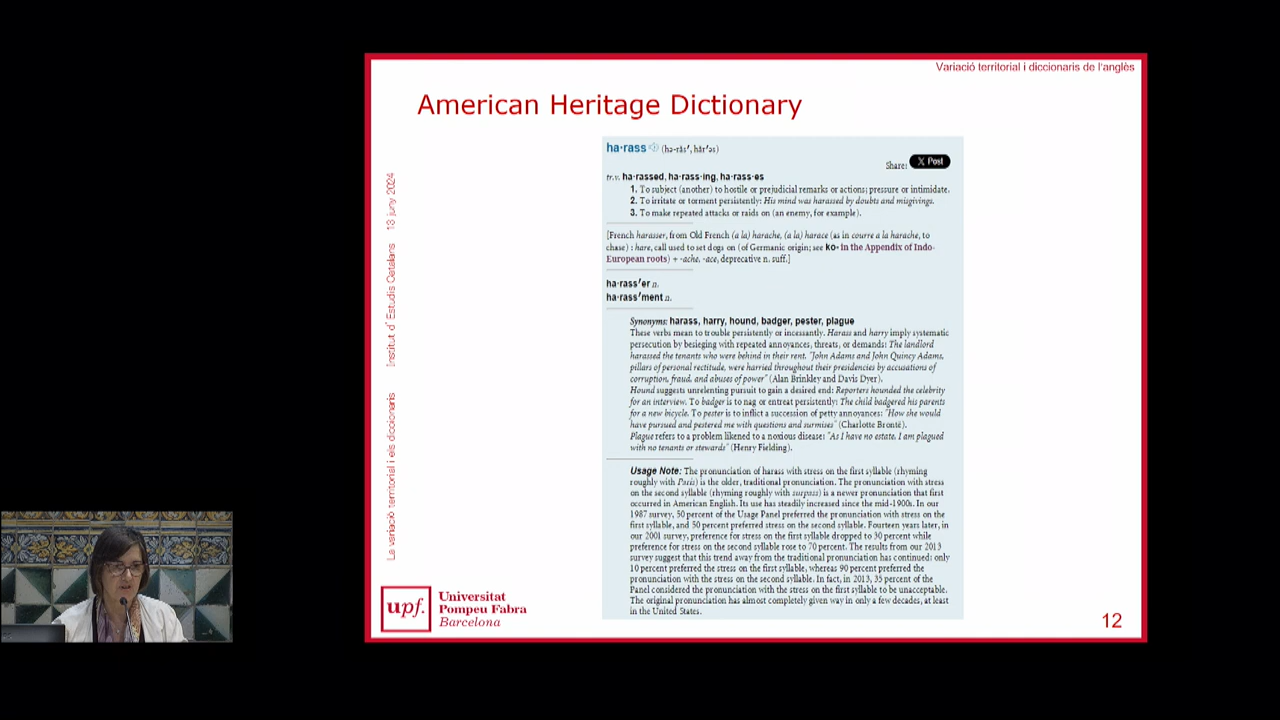 Variació territorial i diccionaris de l'anglès
American Heritage Dictionary
ha·rass (hə-răsʹ, hărʹəs)
Share: X Post
tr.v. ha·rassed, ha·rass·ing, ha·rass·es
1. To subject (another) to hostile or prejudicial remarks or actions; pressure or intimidate.
2. To irritate or torment persistently: His mind was harassed by doubts and misgivings.
3. To make repeated attacks or raids on (an enemy, for example).
[French harasser, from Old French (a la) harache, (a la) harace (as in courre a la harache, to
chase) : hare, call used to set dogs on (of Germanic origin; see ko- in the Appendix of Indo-
European roots) + -ache, -ace, deprecative n. suff.]
ha·rassʹer n.
ha·rassʹment n.
Synonyms: harass, harry, hound, badger, pester, plague
These verbs mean to trouble persistently or incessantly. Harass and harry imply systematic
persecution by besieging with repeated annoyances, threats, or demands: The landlord
harassed the tenants who were behind in their rent. "John Adams and John Quincy Adams,
pillars of personal rectitude, were harried throughout their presidencies by accusations of
corruption, fraud, and abuses of power" (Alan Brinkley and Davis Dyer).
Hound suggests unrelenting pursuit to gain a desired end: Reporters hounded the celebrity
for an interview. To badger is to nag or entreat persistently: The child badgered his parents
for a new bicycle. To pester is to inflict a succession of petty annoyances: "How she would
have pursued and pestered me with questions and surmises" (Charlotte Brontë).
Plague refers to a problem likened to a noxious disease: "As I have no estate, I am plagued
with no tenants or stewards" (Henry Fielding).
Usage Note: The pronunciation of harass with stress on the first syllable (rhyming
roughly with Paris) is the older, traditional pronunciation. The pronunciation with stress
on the second syllable (rhyming roughly with surpass) is a newer pronunciation that first
occurred in American English. Its use has steadily increased since the mid-1900s. In our
1987 survey, 50 percent of the Usage Panel preferred the pronunciation with stress on the
first syllable, and 50 percent preferred stress on the second syllable. Fourteen years later, in
our 2001 survey, preference for stress on the first syllable dropped to 30 percent while
preference for stress on the second syllable rose to 70 percent. The results from our 2013
survey suggest that this trend away from the traditional pronunciation has continued: only
10 percent preferred the stress on the first syllable, whereas 90 percent preferred the
pronunciation with the stress on the second syllable. In fact, in 2013, 35 percent of the
Panel considered the pronunciation with the stress on the first syllable to be unacceptable.
The original pronunciation has almost completely given way in only a few decades, at least
in the United States.
La variació territorial i els diccionaris Institut d´Estudis Catalans 13 juny 2024
upf. Universitat
Pompeu Fabra
Barcelona
12